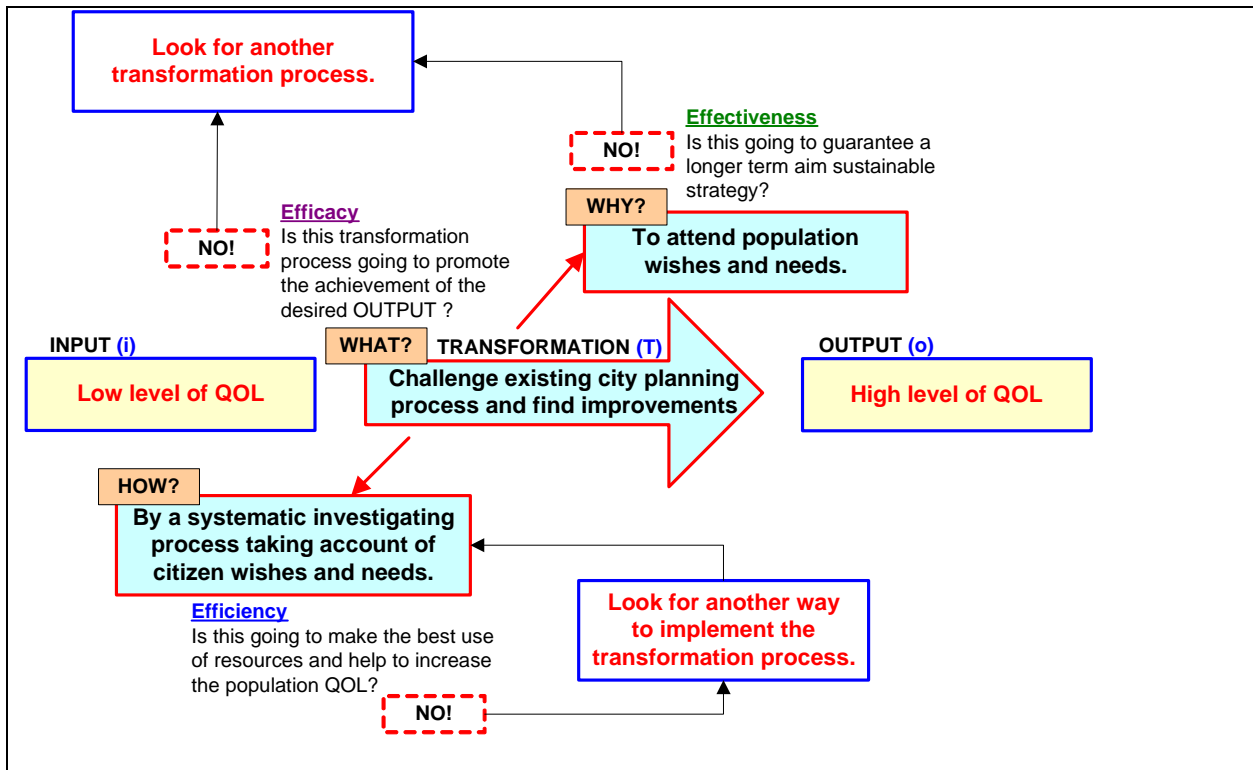 Look for another
transformation process.
Effectiveness
Is this going to guarantee a
longer term aim sustainable
strategy?
NO!
WHY?
To attend population
wishes and needs.
Efficacy
Is this transformation
process going to promote
the achievement of the
desired OUTPUT ?
NO!
INPUT (i)
Low level of QOL
WHAT?
TRANSFORMATION (T)
Challenge existing city planning
process and find improvements
OUTPUT (o)
High level of QOL
HOW?
By a systematic investigating
process taking account of
citizen wishes and needs.
Efficiency
Is this going to make the best use
of resources and help to increase
the population QOL?
NO!
Look for another way
to implement the
transformation process.